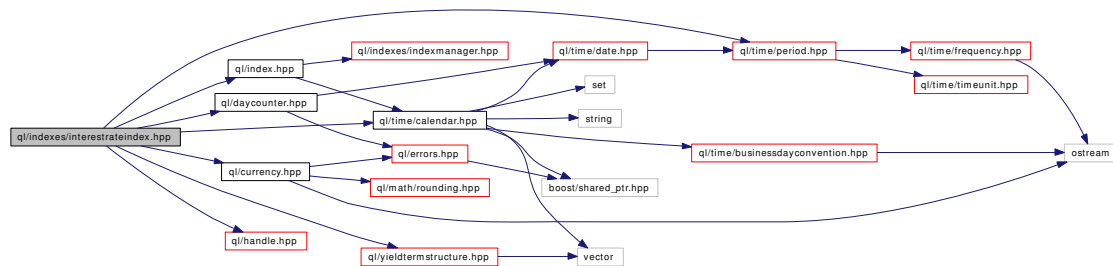 ql/indexes/interestrateindex.hpp
ql/index.hpp
ql/daycounter.hpp
ql/currency.hpp
ql/handle.hpp
ql/indexes/indexmanager.hpp
ql/time/calendar.hpp
ql/errors.hpp
ql/math/rounding.hpp
ql/yieldtermstructure.hpp
ql/time/date.hpp
set
string
boost/shared_ptr.hpp
vector
ql/time/period.hpp
ql/time/businessdayconvention.hpp
ql/time/frequency.hpp
ql/time/timeunit.hpp
ostream